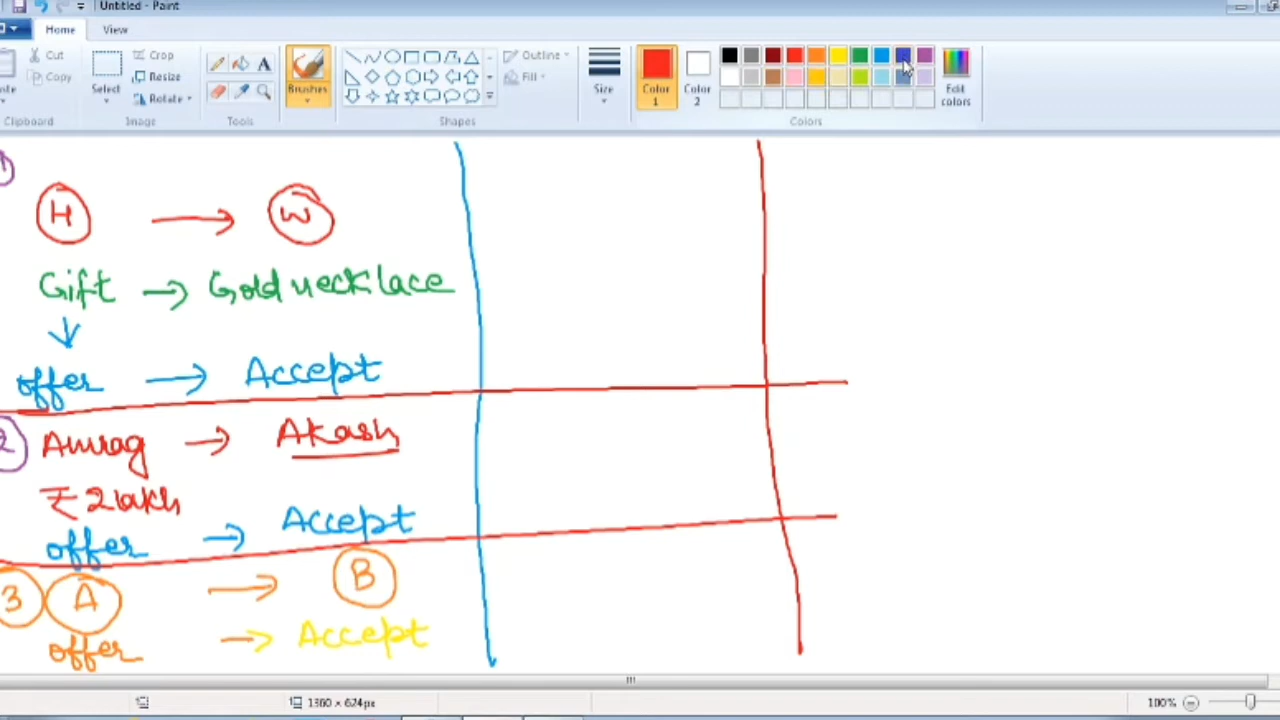 Untitled - Paint
Home View
Cut
Copy
Clipboard
Select
Crop
Resize
Rotate
Image
A
Tools
Brushes
Shapes
Outline
Fill
Size
Color 1
Color 2
Edit colors
Colors
H → W
Gift → Gold necklace
offer → Accept
2 Anurag → Akash
₹ 2 lakh
offer → Accept
3 A → B
offer → Accept
1360 × 624px
100%